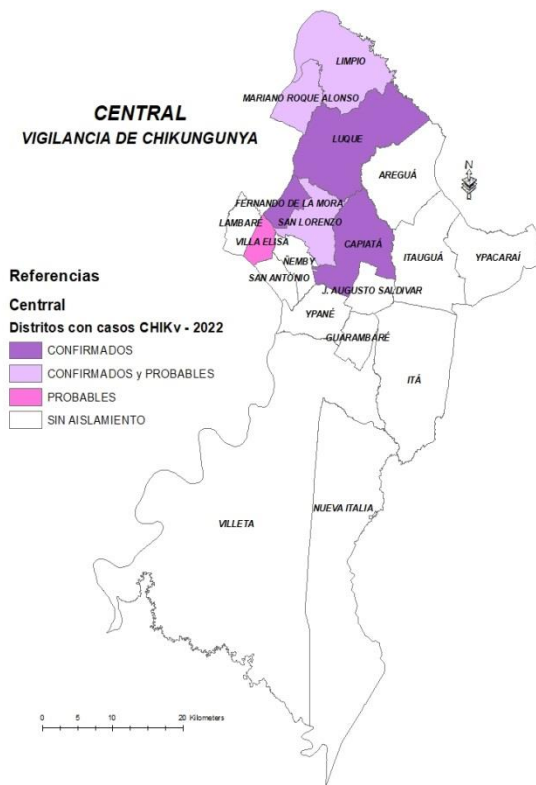 LIMPIO
MARIANO ROQUE ALONSO
CENTRAL
VIGILANCIA DE CHIKUNGUNYA
LUQUE
AREGUÁ
N
FERNANDO DE LA MORA
LAMBARÉ
SAN LORENZO
VILLA ELISA
CAPIATÁ
ITAUGUÁ
YPACARAÍ
ÑEMBY
SAN ANTONIO
J. AUGUSTO SALDIVAR
YPANÉ
GUARAMBARÉ
ITÁ
Referencias
Centrral
Distritos con casos CHIKv - 2022
CONFIRMADOS
CONFIRMADOS y PROBABLES
PROBABLES
SIN AISLAMIENTO
VILLETA
NUEVA ITALIA
0 5 10 20 Kilometers